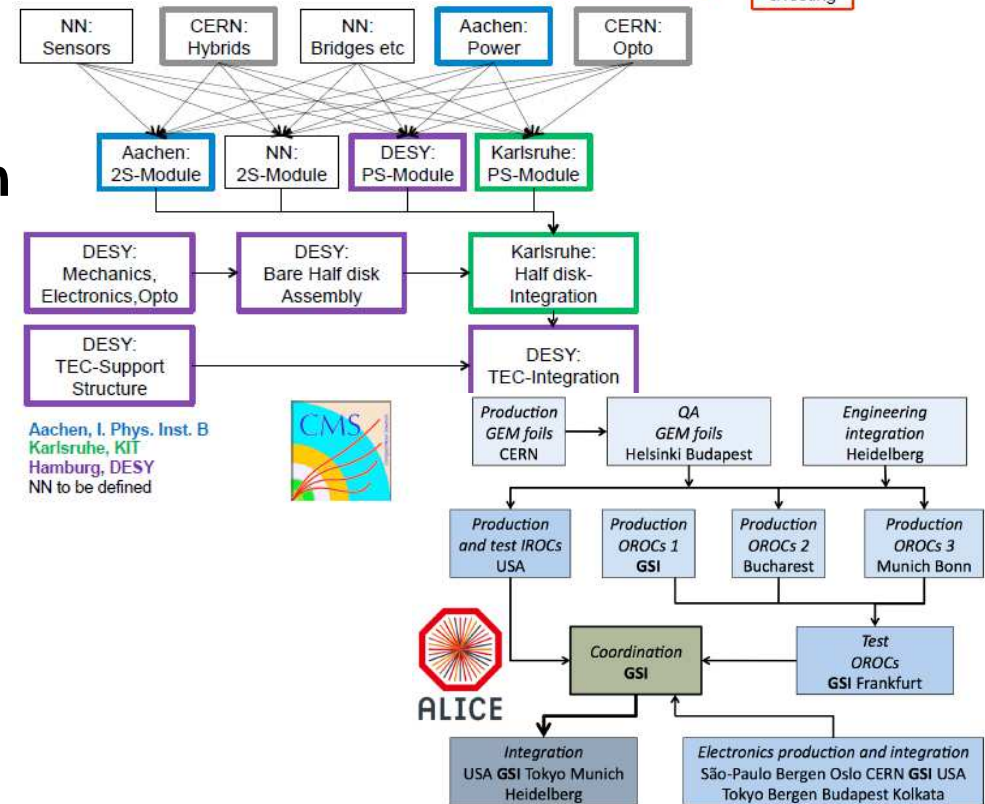 NN:
Sensors
CERN:
Hybrids
NN:
Bridges etc
Aachen:
Power
CERN:
Opto
Aachen:
2S-Module
NN:
2S-Module
DESY:
PS-Module
Karlsruhe:
PS-Module
n
DESY:
Mechanics,
Electronics,Opto
DESY:
Bare Half disk
Assembly
Karlsruhe:
Half disk-
Integration
DESY:
TEC-Support
Structure
DESY:
TEC-Integration
Aachen, I. Phys. Inst. B
Karlsruhe, KIT
Hamburg, DESY
NN to be defined
CMS
Production
GEM foils
CERN
QA
GEM foils
Helsinki Budapest
Engineering
integration
Heidelberg
Production
and test IROCs
USA
Production
OROCs 1
GSI
Production
OROCs 2
Bucharest
Production
OROCs 3
Munich Bonn
ALICE
Coordination
GSI
Test
OROCs
GSI Frankfurt
Integration
USA GSI Tokyo Munich
Heidelberg
Electronics production and integration
São-Paulo Bergen Oslo CERN GSI USA
Tokyo Bergen Budapest Kolkata